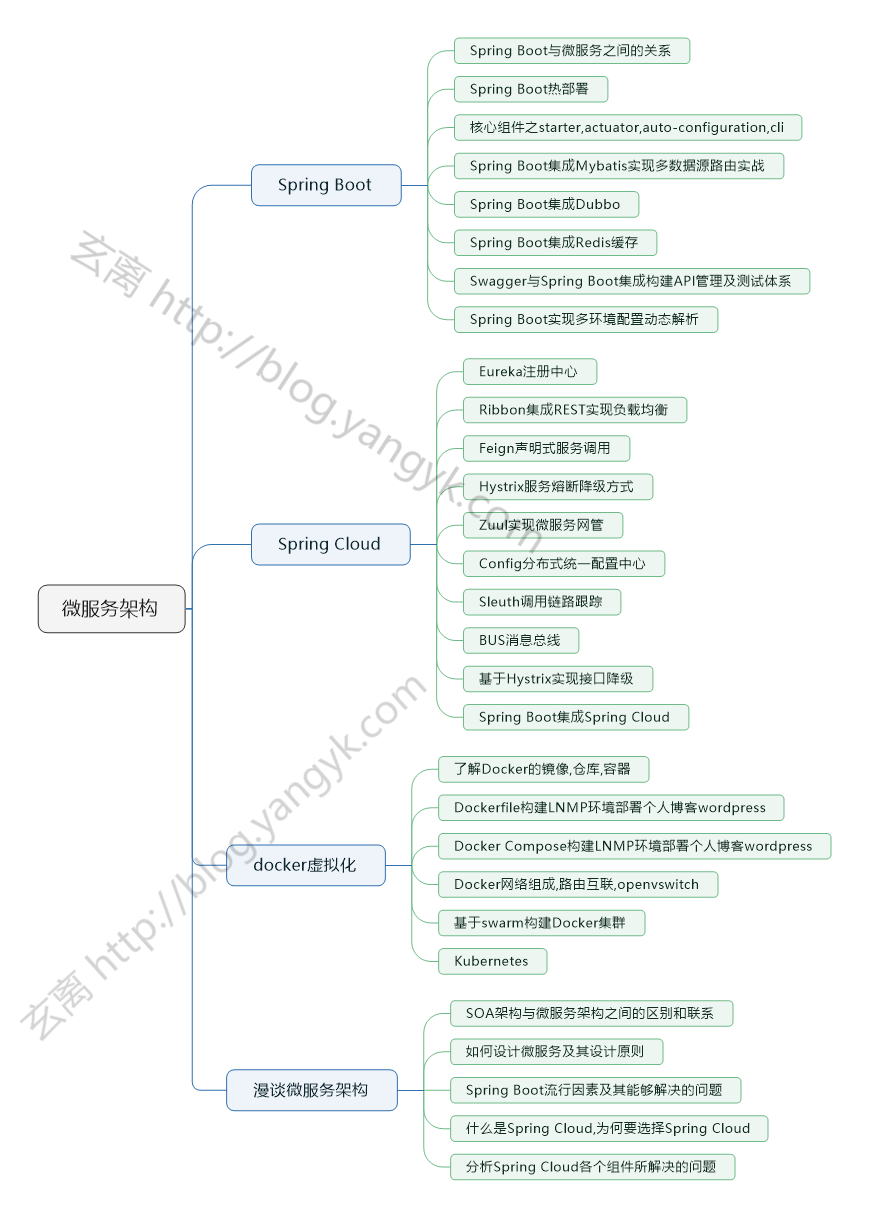 微服务架构
Spring Boot
Spring Boot与微服务之间的关系
Spring Boot热部署
核心组件之starter,actuator,auto-configuration,cli
Spring Boot集成Mybatis实现多数据源路由实战
Spring Boot集成Dubbo
Spring Boot集成Redis缓存
Swagger与Spring Boot集成构建API管理及测试体系
Spring Boot实现多环境配置动态解析
Spring Cloud
Eureka注册中心
Ribbon集成REST实现负载均衡
Feign声明式服务调用
Hystrix服务熔断降级方式
Zuul实现微服务网管
Config分布式统一配置中心
Sleuth调用链路跟踪
BUS消息总线
基于Hystrix实现接口降级
Spring Boot集成Spring Cloud
docker虚拟化
了解Docker的镜像,仓库,容器
Dockerfile构建LNMP环境部署个人博客wordpress
Docker Compose构建LNMP环境部署个人博客wordpress
Docker网络组成,路由互联,openvswitch
基于swarm构建Docker集群
Kubernetes
漫谈微服务架构
SOA架构与微服务架构之间的区别和联系
如何设计微服务及其设计原则
Spring Boot流行因素及其能够解决的问题
什么是Spring Cloud,为何要选择Spring Cloud
分析Spring Cloud各个组件所解决的问题
玄离 http://blog.yangyk.com
玄离 http://blog.yangyk.com